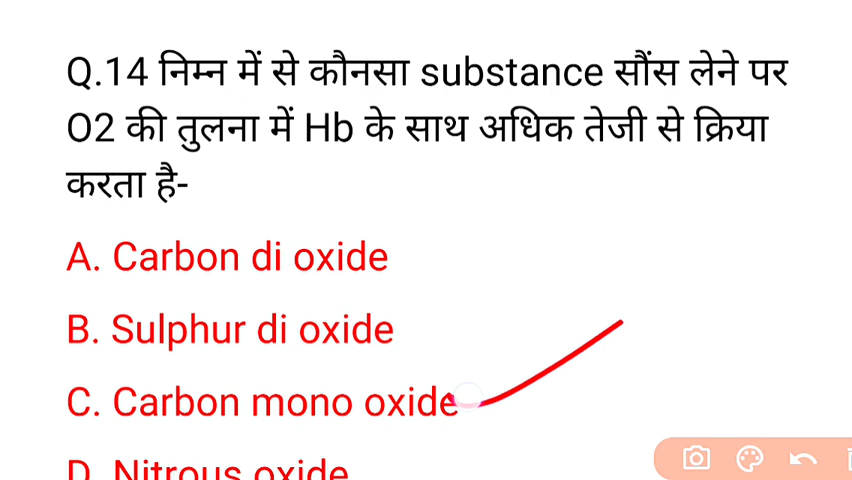 Q.14 निम्न में से कौनसा substance सौंस लेने पर
O2 की तुलना में Hb के साथ अधिक तेजी से क्रिया
करता है-
A. Carbon di oxide
B. Sulphur di oxide
C. Carbon mono oxide
D. Nitrous oxide